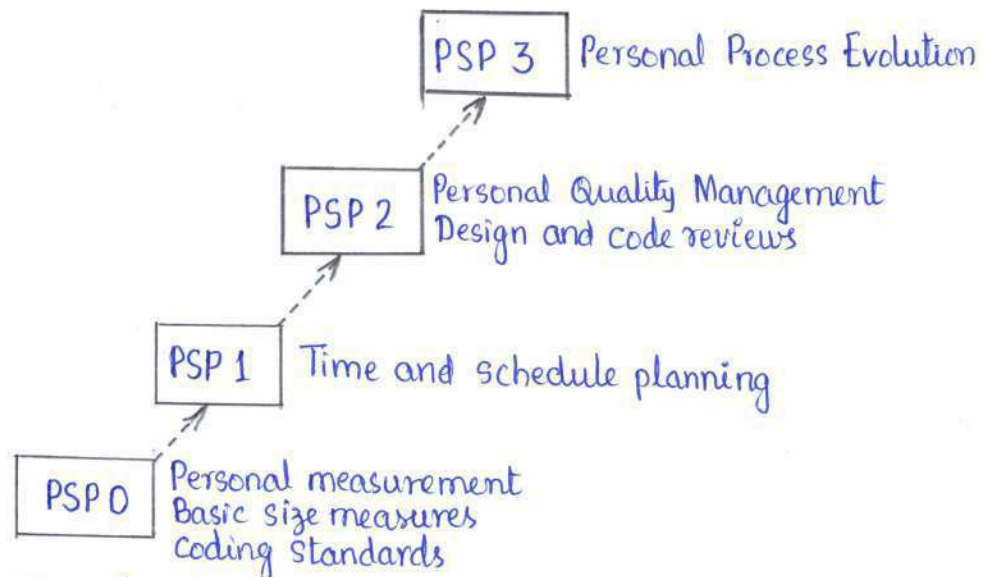 PSP 3 Personal Process Evolution
PSP 2 Personal Quality Management
Design and code reviews
PSP 1 Time and schedule planning
PSP 0 Personal measurement
Basic size measures
Coding standards